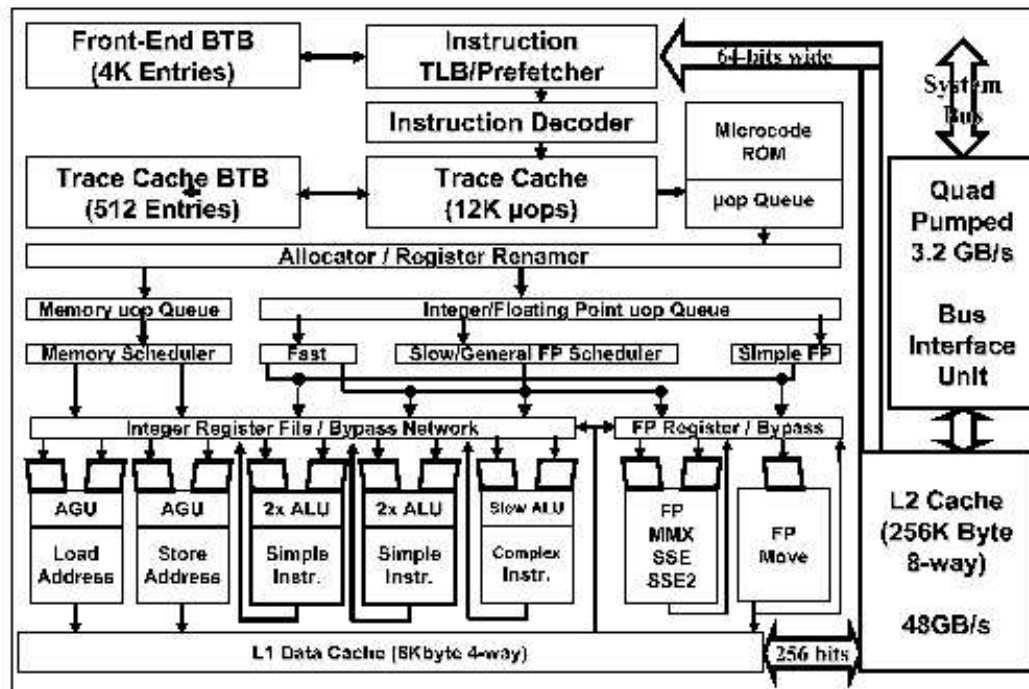 Front-End BTB
(4K Entries)
Instruction
TLB/Prefetcher
64-bits wide
System
Bus
Instruction Decoder
Microcode
ROM
Trace Cache BTB
(512 Entries)
Trace Cache
(12K µops)
µop Queue
Quad
Pumped
3.2 GB/s
Bus
Interface
Unit
Allocator / Register Renamer
Memory uop Queue
Integer/Floating Point uop Queue
Memory Scheduler
Fast
Slow/General FP Scheduler
Simple FP
Integer Register File / Bypass Network
FP Register / Bypass
AGU
Load
Address
AGU
Store
Address
2x ALU
Simple
Instr.
2x ALU
Simple
Instr.
Slow ALU
Complex
Instr.
FP
MMX
SSE
SSE2
FP
Move
L2 Cache
(256K Byte
8-way)
48GB/s
L1 Data Cache (8Kbyte 4-way)
256 bits